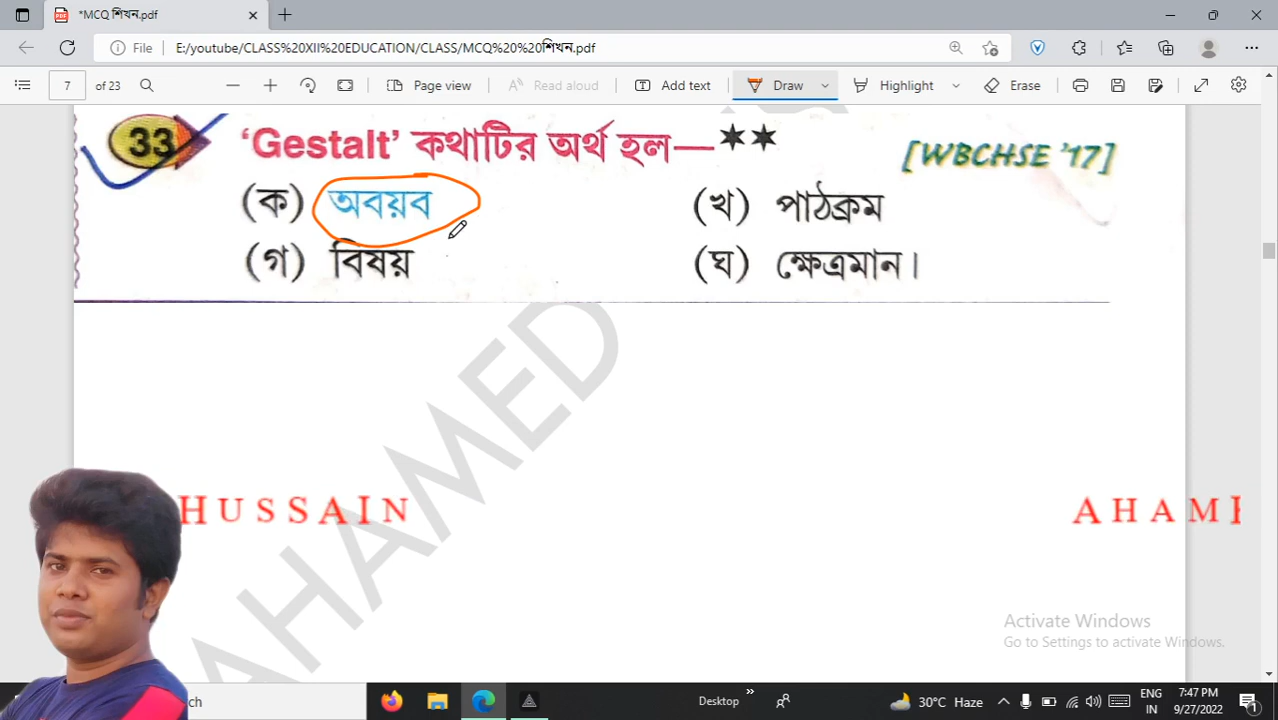 *MCQ শিখন.pdf
File E:/youtube/CLASS%20XII%20EDUCATION/CLASS/MCQ%20%20শিখন.pdf
7 of 23 Page view Read aloud Add text Draw Highlight Erase
33 ‘Gestalt’ কথাটির অর্থ হল—★★ [WBCHSE '17]
(ক) অবয়ব (খ) পাঠক্রম
(গ) বিষয় (ঘ) ক্ষেত্রমান।
HUSSAIN
AHAM
AHAMED
Activate Windows
Go to Settings to activate Windows.
Desktop 30°C Haze ENG 7:47 PM
IN 9/27/2022